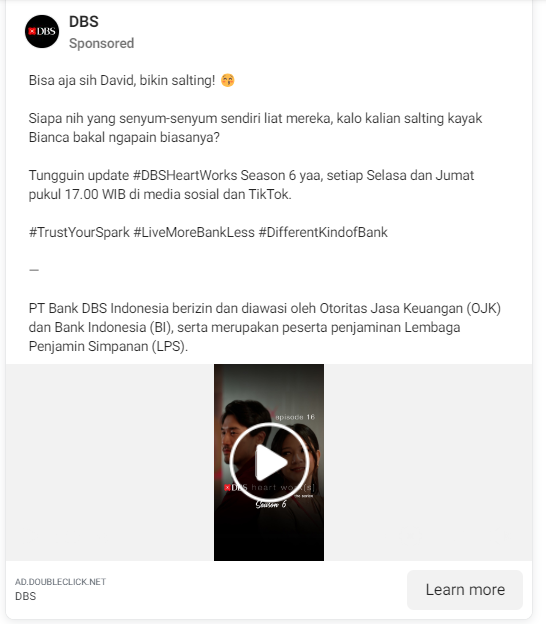 DBS
DBS
Sponsored
Bisa aja sih David, bikin salting! 😚
Siapa nih yang senyum-senyum sendiri liat mereka, kalo kalian salting kayak
Bianca bakal ngapain biasanya?
Tungguin update #DBSHeartWorks Season 6 yaa, setiap Selasa dan Jumat
pukul 17.00 WIB di media sosial dan TikTok.
#TrustYourSpark #LiveMoreBankLess #DifferentKindofBank
—
PT Bank DBS Indonesia berizin dan diawasi oleh Otoritas Jasa Keuangan (OJK)
dan Bank Indonesia (BI), serta merupakan peserta penjaminan Lembaga
Penjamin Simpanan (LPS).
episode 16
DBS heart work[s]
the series
Season 6
AD.DOUBLECLICK.NET
DBS
Learn more